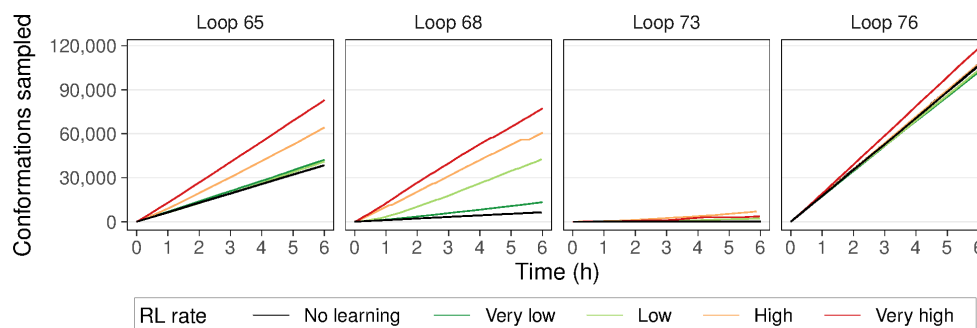 Loop 65 Loop 68 Loop 73 Loop 76
Conformations sampled
120,000
90,000
60,000
30,000
0
0 1 2 3 4 5 6 0 1 2 3 4 5 6 0 1 2 3 4 5 6 0 1 2 3 4 5 6
Time (h)
RL rate No learning Very low Low High Very high